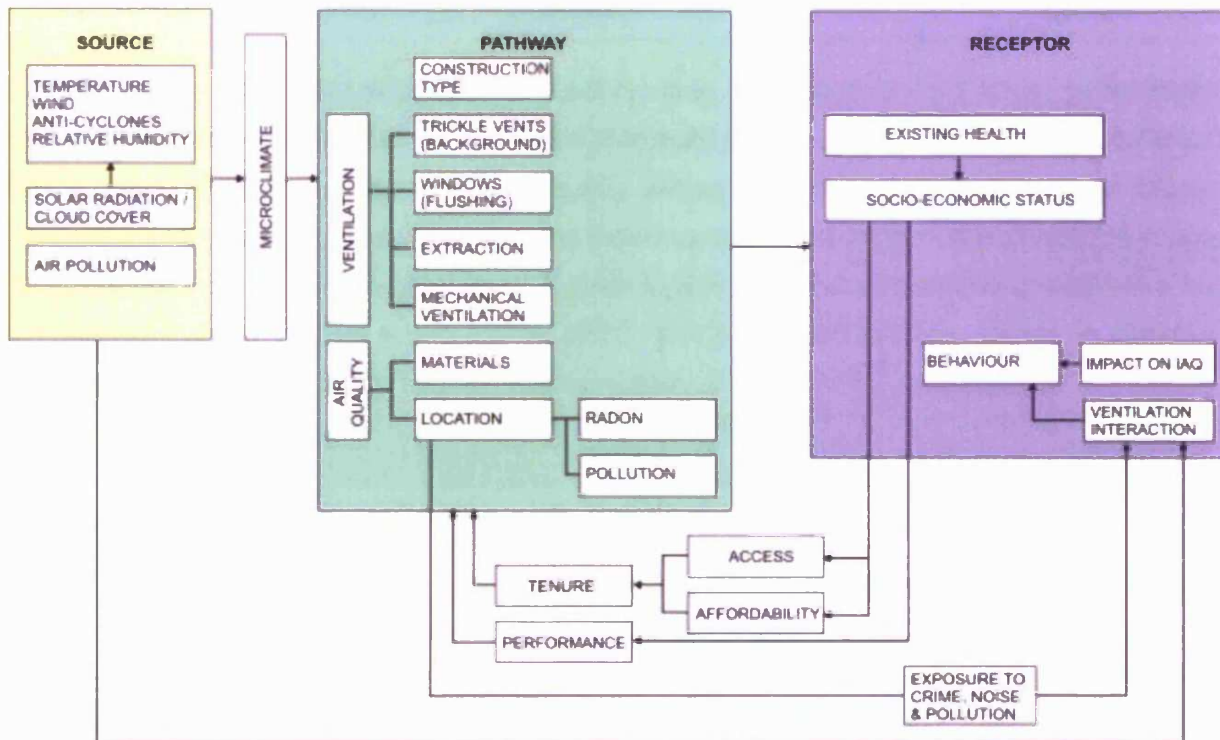 SOURCE
TEMPERATURE
WIND
ANTI-CYCLONES
RELATIVE HUMIDITY
SOLAR RADIATION /
CLOUD COVER
AIR POLLUTION
MICROCLIMATE
PATHWAY
CONSTRUCTION
TYPE
VENTILATION
TRICKLE VENTS
(BACKGROUND)
WINDOWS
(FLUSHING)
EXTRACTION
MECHANICAL
VENTILATION
AIR
QUALITY
MATERIALS
LOCATION
RADON
POLLUTION
RECEPTOR
EXISTING HEALTH
SOCIO-ECONOMIC STATUS
BEHAVIOUR
IMPACT ON IAQ
VENTILATION
INTERACTION
ACCESS
TENURE
AFFORDABILITY
PERFORMANCE
EXPOSURE TO
CRIME, NOISE
& POLLUTION